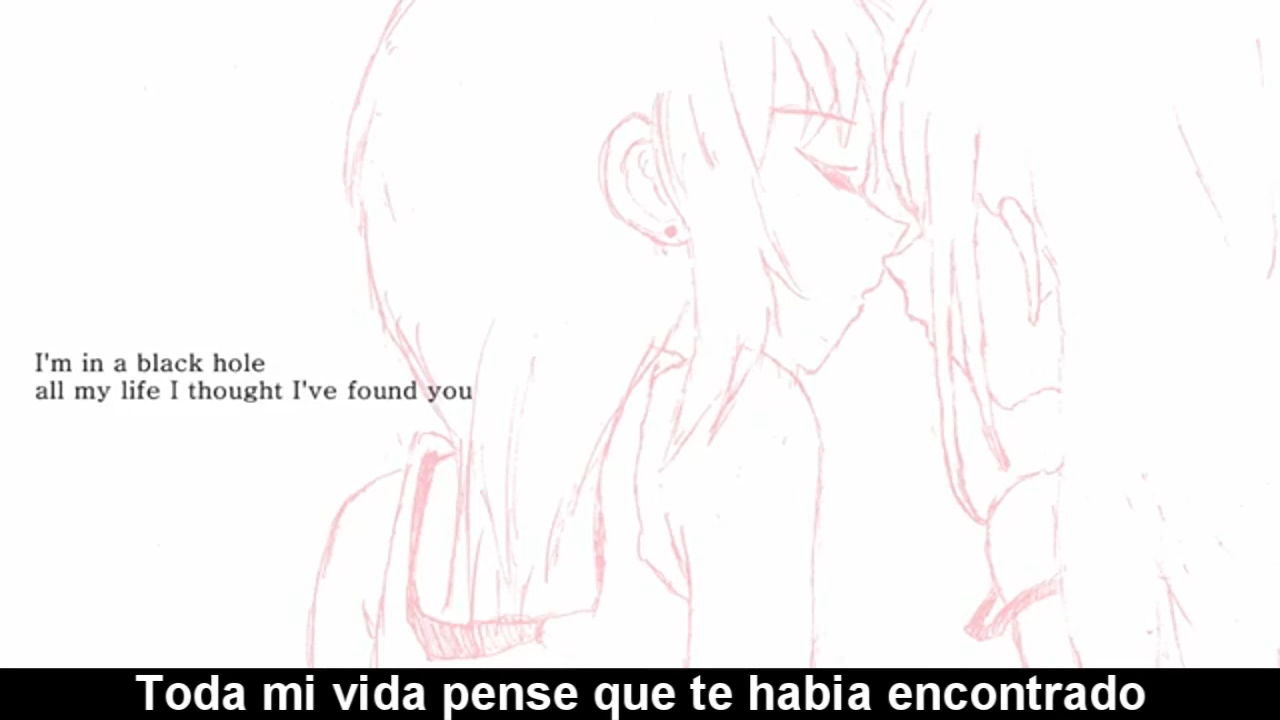 I'm in a black hole
all my life I thought I've found you
Toda mi vida pense que te habia encontrado